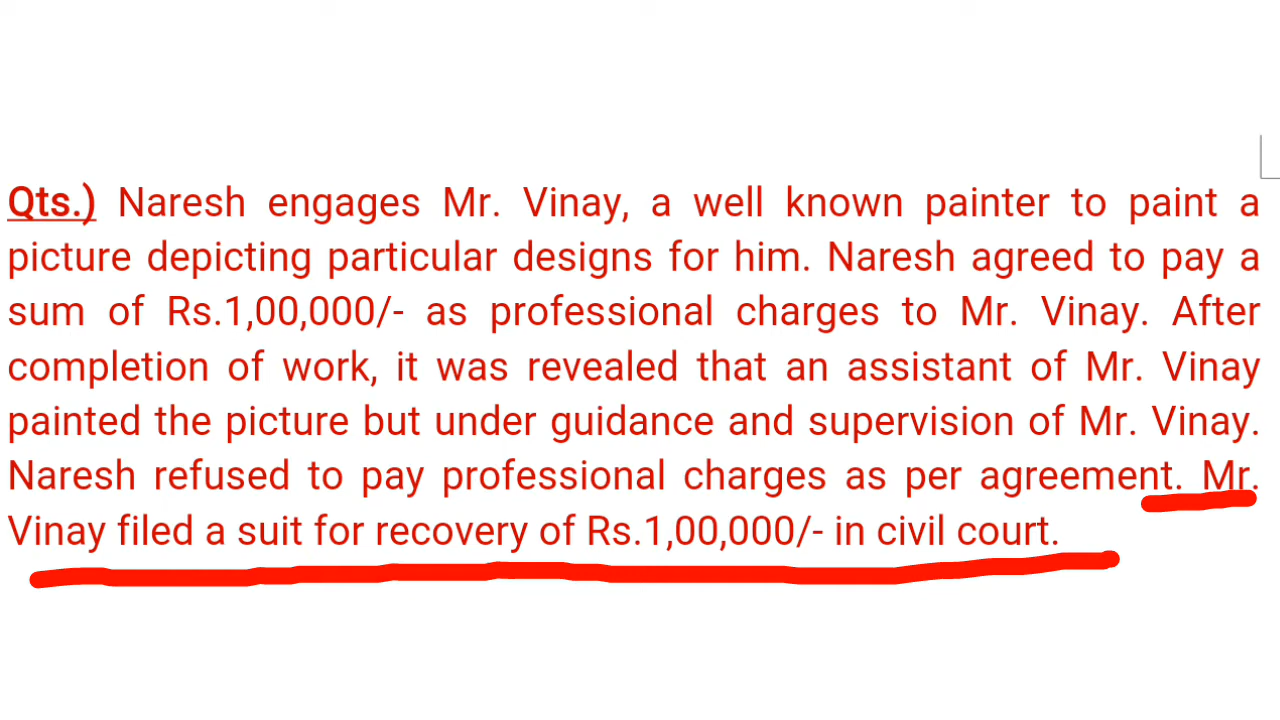 Qts.) Naresh engages Mr. Vinay, a well known painter to paint a
picture depicting particular designs for him. Naresh agreed to pay a
sum of Rs.1,00,000/- as professional charges to Mr. Vinay. After
completion of work, it was revealed that an assistant of Mr. Vinay
painted the picture but under guidance and supervision of Mr. Vinay.
Naresh refused to pay professional charges as per agreement. Mr.
Vinay filed a suit for recovery of Rs.1,00,000/- in civil court.